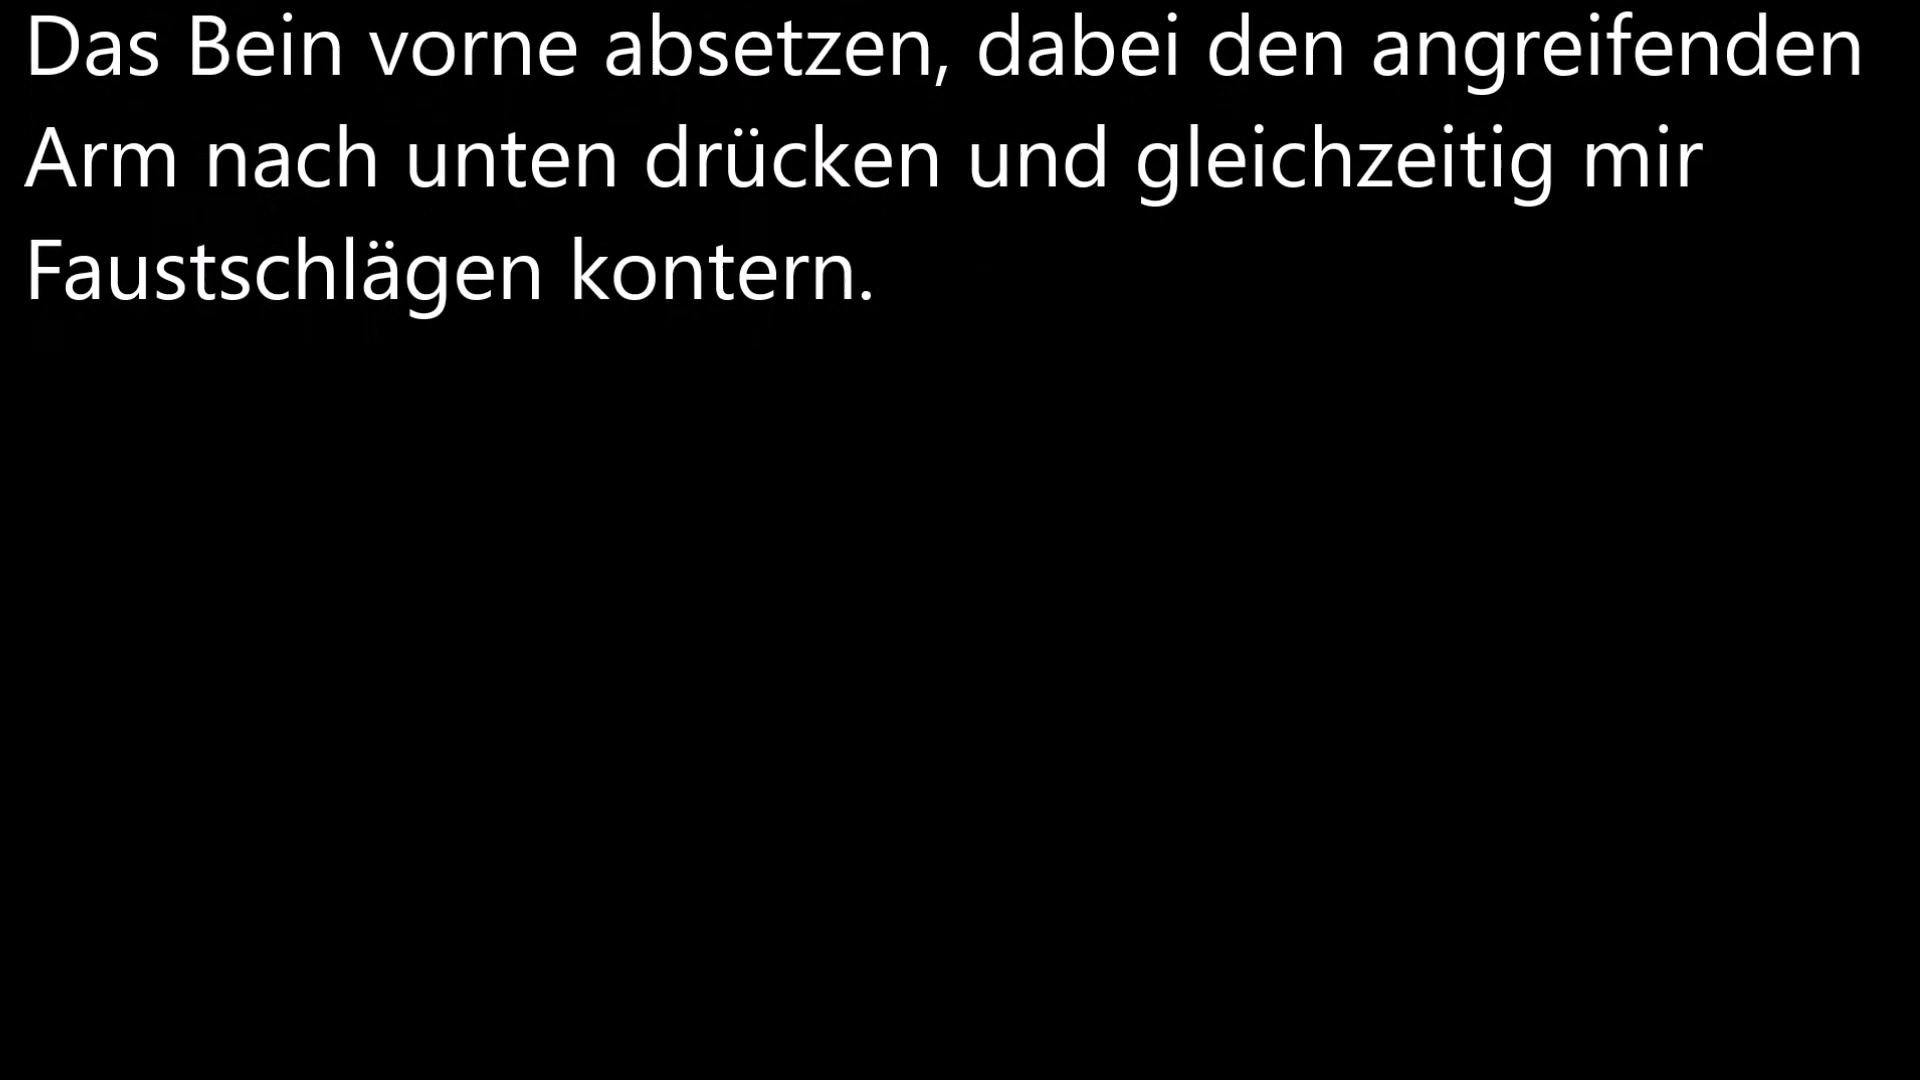 Das Bein vorne absetzen, dabei den angreifenden
Arm nach unten drücken und gleichzeitig mir
Faustschlägen kontern.